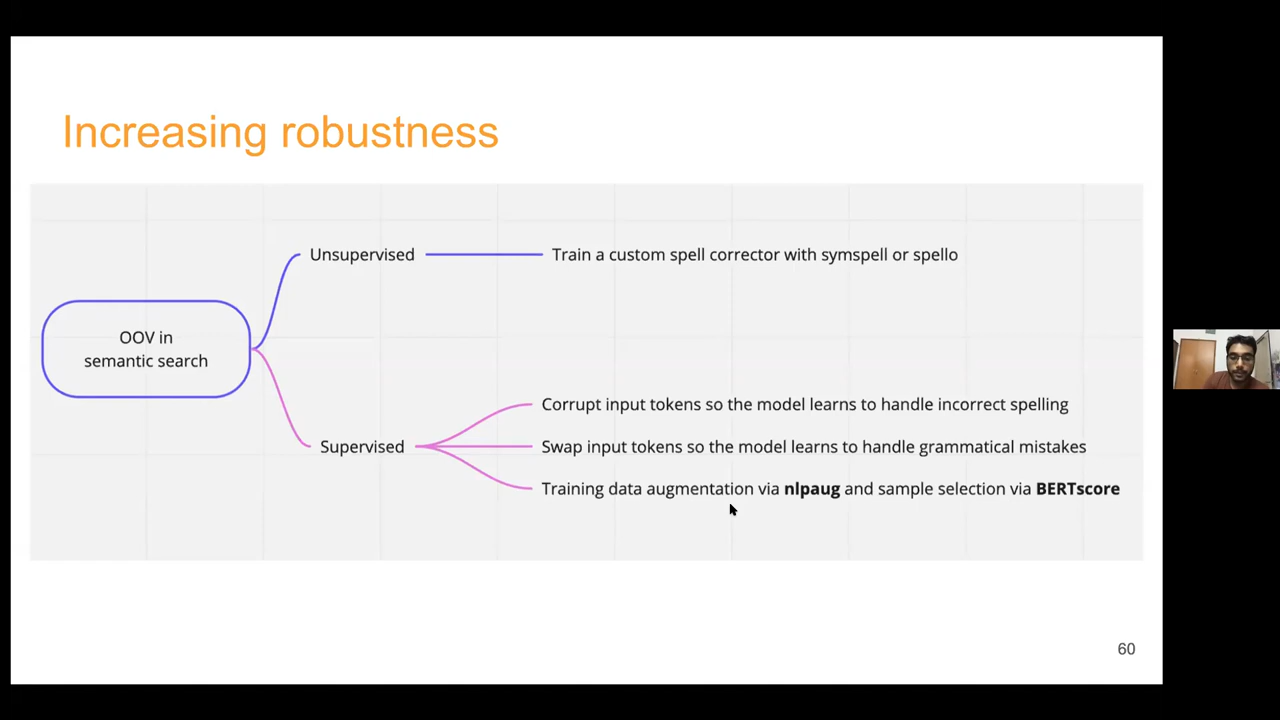 Increasing robustness
Unsupervised
Train a custom spell corrector with symspell or spello
OOV in
semantic search
Supervised
Corrupt input tokens so the model learns to handle incorrect spelling
Swap input tokens so the model learns to handle grammatical mistakes
Training data augmentation via nlpaug and sample selection via BERTscore
60